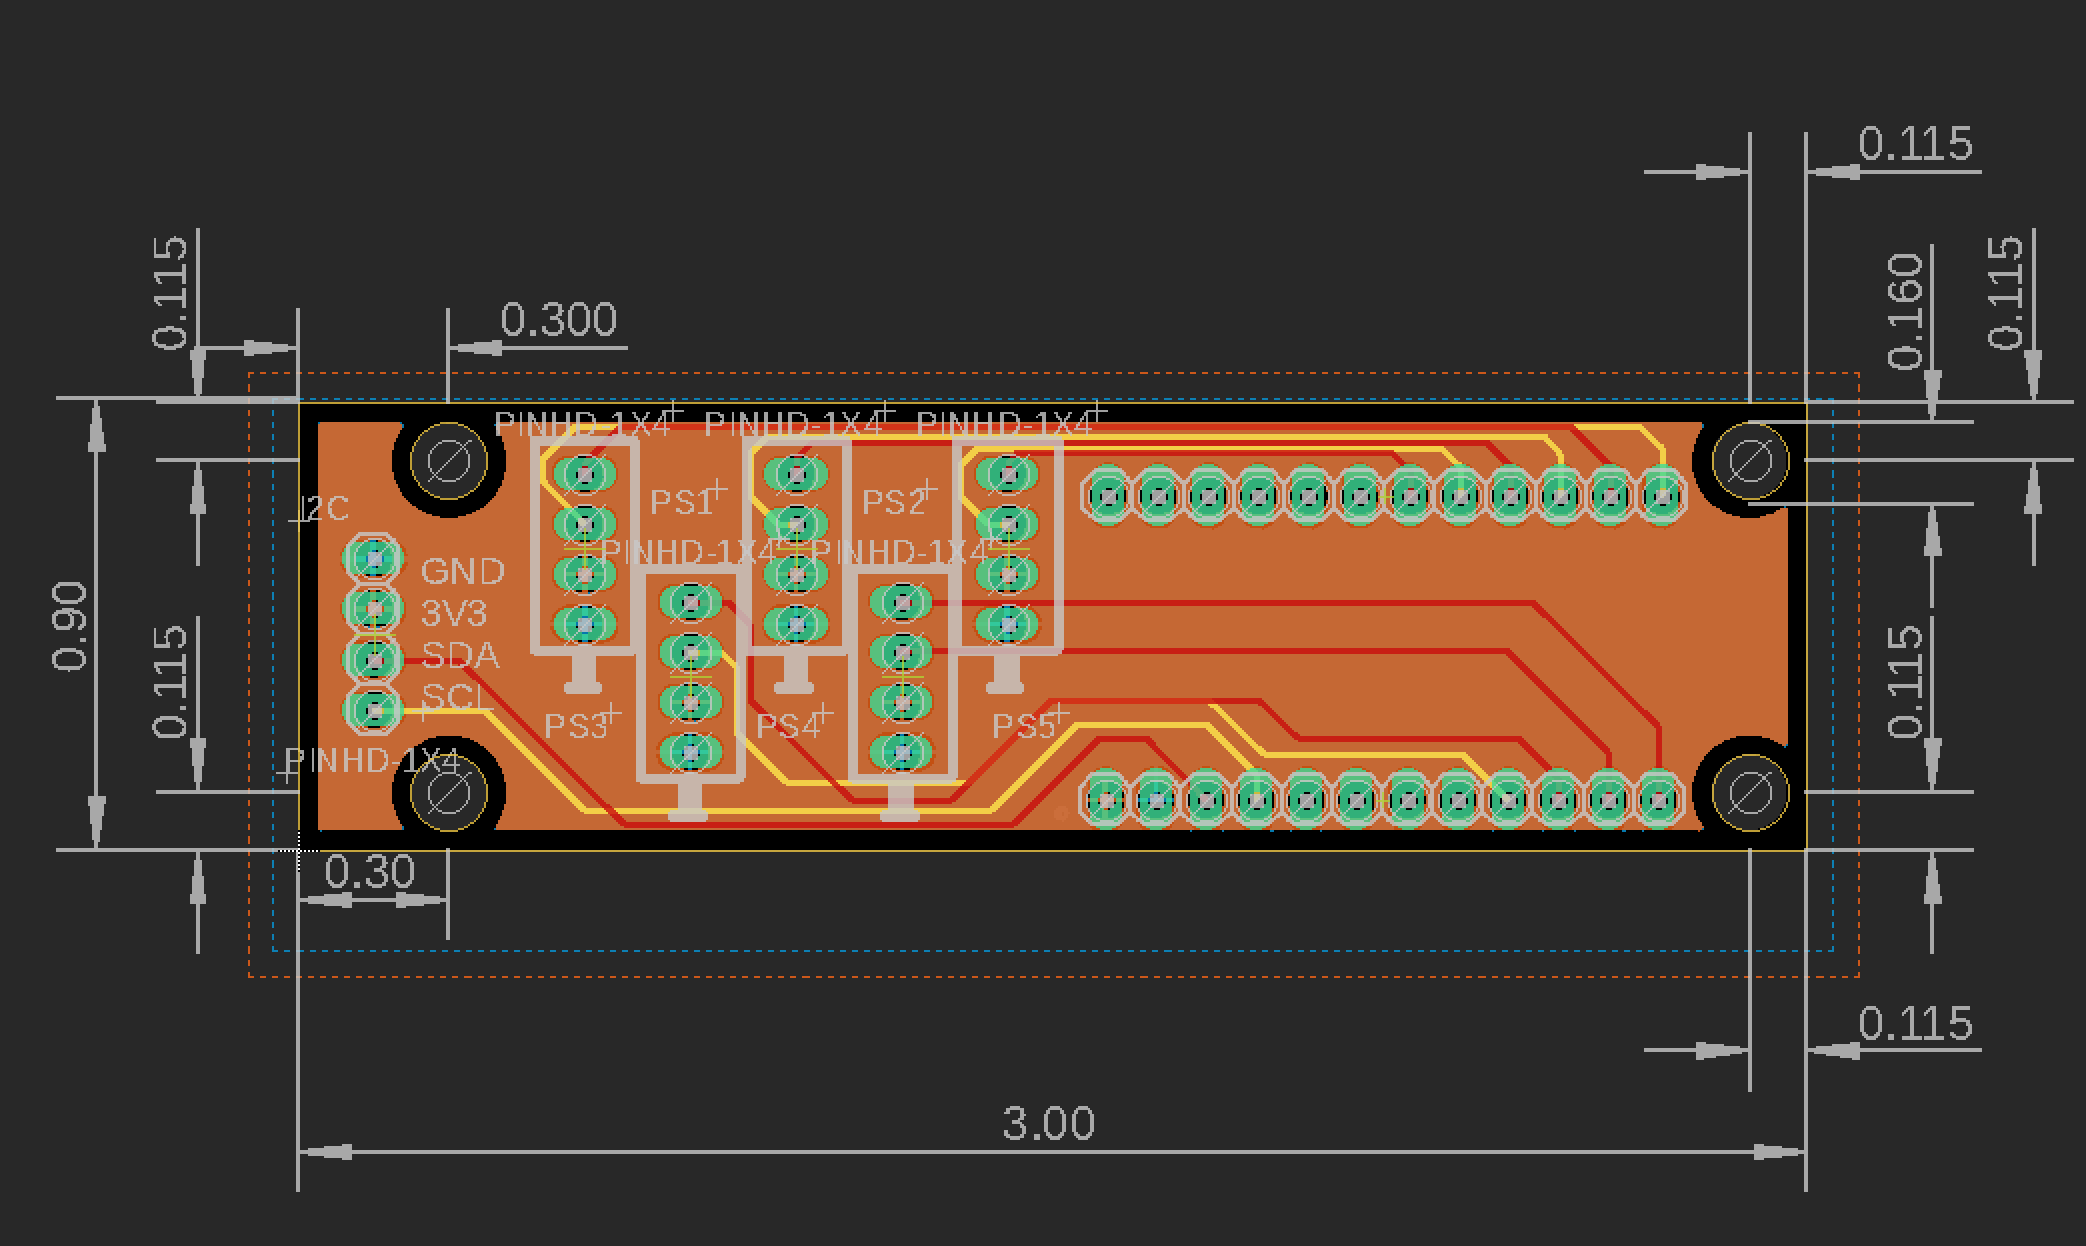 0.115
0.115
0.160
0.115
0.300
PINHD-1X4 PINHD-1X4 PINHD-1X4
I2C
PS1 PS2
PINHD-1X4 PINHD-1X4
GND
3V3
SDA
SCL
0.90
0.115
0.115
PS3 PS4 PS5
PINHD-1X4
0.30
0.115
3.00